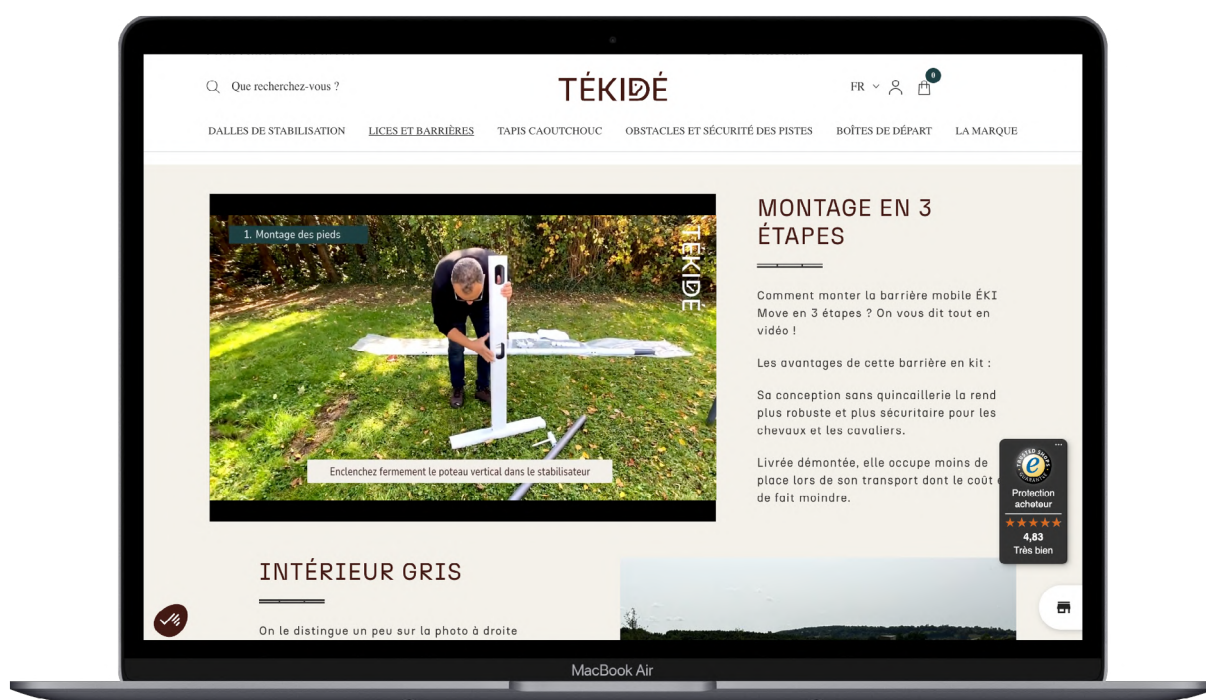 Que recherchez-vous ?
TÉKIDÉ
FR
0
DALLES DE STABILISATION
LICES ET BARRIÈRES
TAPIS CAOUTCHOUC
OBSTACLES ET SÉCURITÉ DES PISTES
BOÎTES DE DÉPART
LA MARQUE
1. Montage des pieds
TÉKIDÉ
Enclenchez fermement le poteau vertical dans le stabilisateur
MONTAGE EN 3
ÉTAPES
Comment monter la barrière mobile ÉKI
Move en 3 étapes ? On vous dit tout en
vidéo !
Les avantages de cette barrière en kit :
Sa conception sans quincaillerie la rend
plus robuste et plus sécuritaire pour les
chevaux et les cavaliers.
Livrée démontée, elle occupe moins de
place lors de son transport dont le coût
de fait moindre.
TRUSTED SHOPS
GUARANTEE
e
Protection
acheteur
4,83
Très bien
INTÉRIEUR GRIS
On le distingue un peu sur la photo à droite
MacBook Air